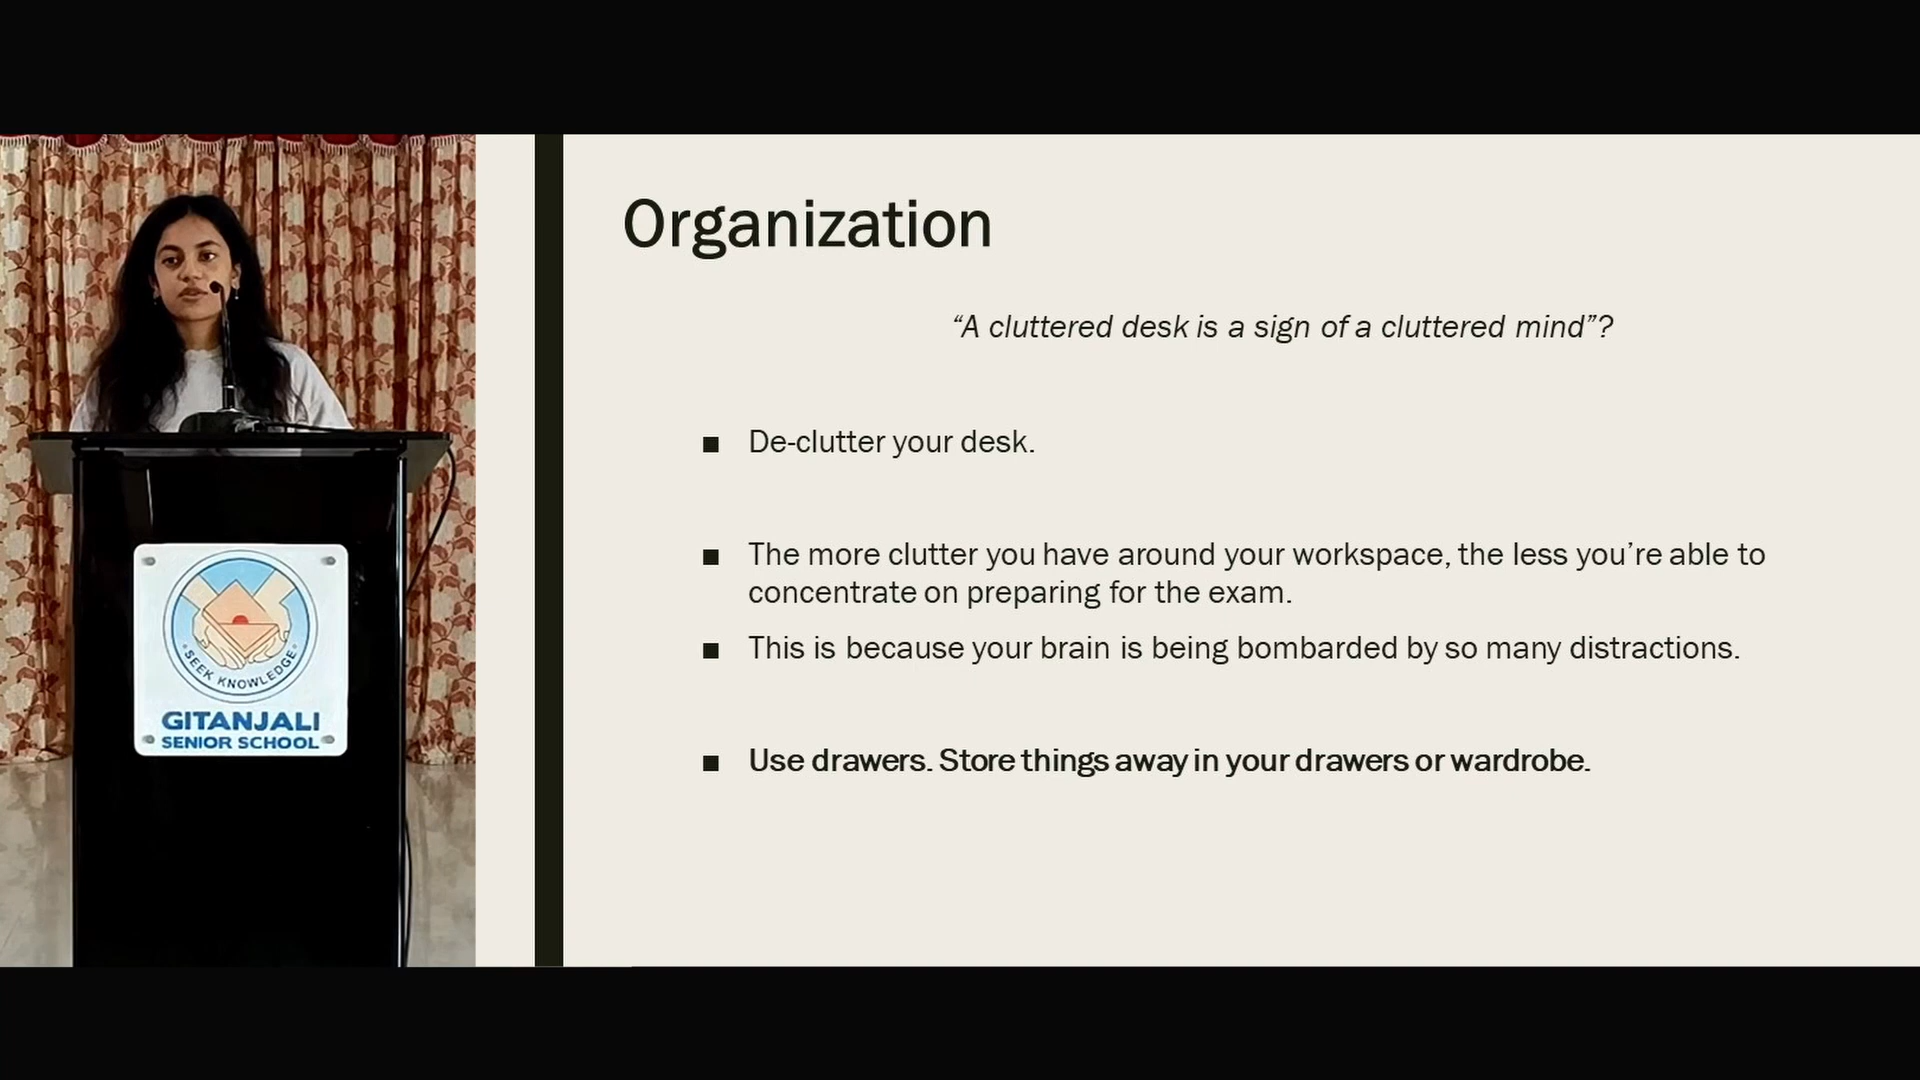 Organization
“A cluttered desk is a sign of a cluttered mind”?
■ De-clutter your desk.
■ The more clutter you have around your workspace, the less you’re able to
concentrate on preparing for the exam.
■ This is because your brain is being bombarded by so many distractions.
■ Use drawers. Store things away in your drawers or wardrobe.
SEEK KNOWLEDGE
GITANJALI
SENIOR SCHOOL